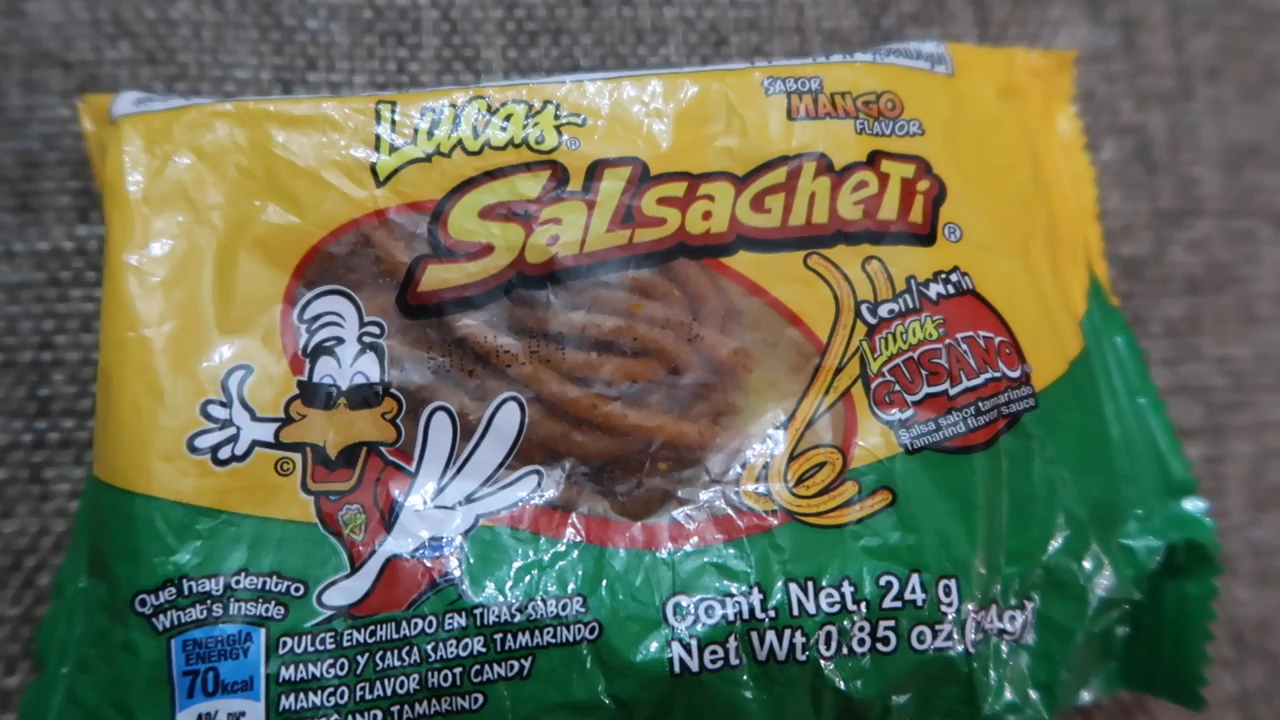 Lucas®
SABOR
MANGO
FLAVOR
SaLsaGheTi®
Con/With
Lucas
GUSANO
Salsa sabor tamarindo
Tamarind flavor sauce
©
Que hay dentro
What's inside
ENERGÍA
ENERGY
70kcal
DULCE ENCHILADO EN TIRAS SABOR
MANGO Y SALSA SABOR TAMARINDO
MANGO FLAVOR HOT CANDY
AND TAMARIND
Cont. Net. 24 g
Net Wt 0.85 oz (24g)